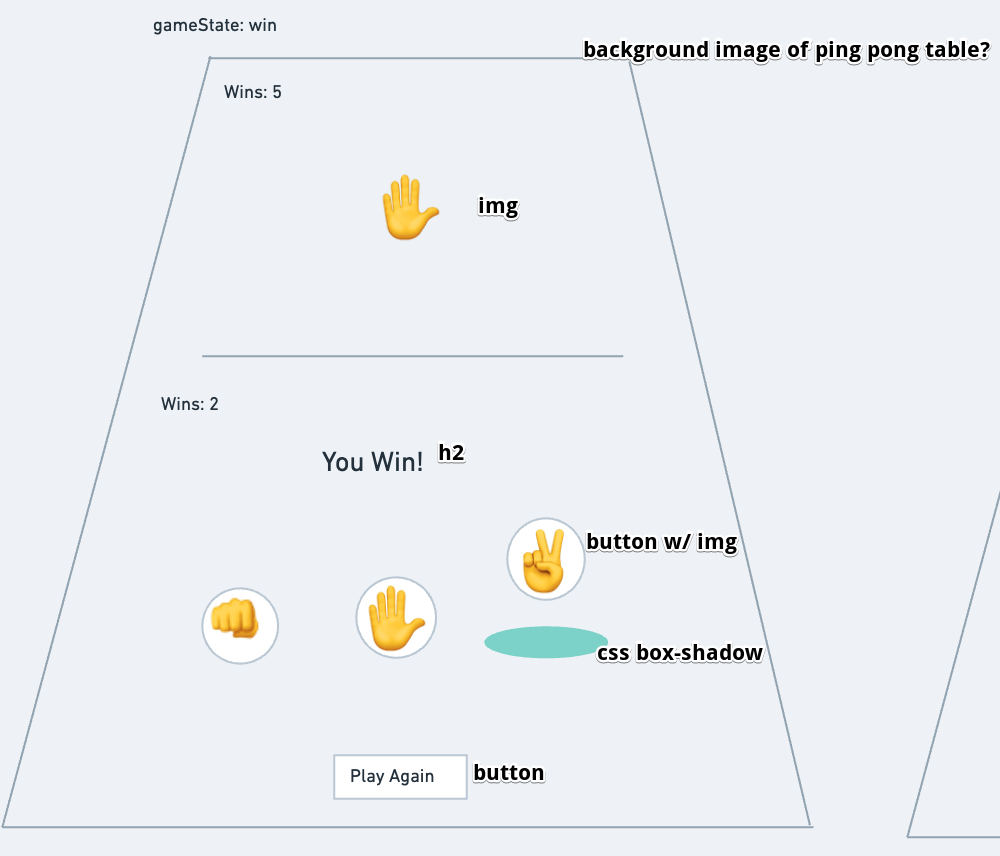 gameState: win
background image of ping pong table?
Wins: 5
img
Wins: 2
You Win!
h2
button w/ img
css box-shadow
Play Again
button